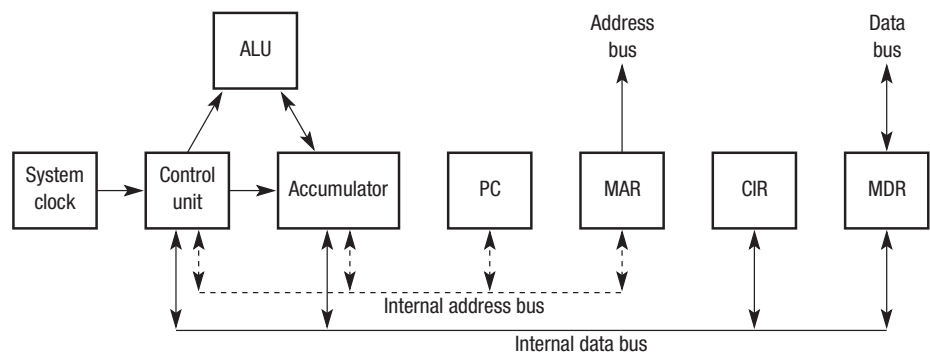 Address
bus
Data
bus
ALU
System
clock
Control
unit
Accumulator
PC
MAR
CIR
MDR
Internal address bus
Internal data bus